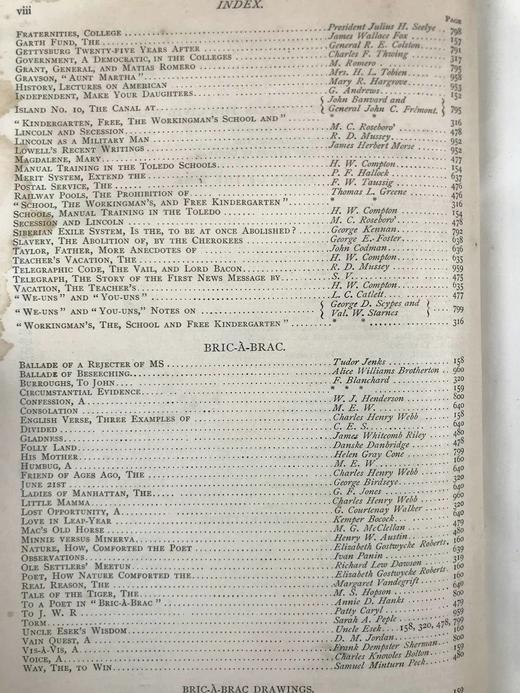 viii INDEX.
Page
FRATERNITIES, COLLEGE President Julius H. Seelye 798
GARTH FUND, THE James Wallace Fox 157
GETTYSBURG TWENTY-FIVE YEARS AFTER General R. E. Colston 791
GOVERNMENT, A DEMOCRATIC, IN THE COLLEGES Charles F. Thwing 317
GRANT, GENERAL, AND MATIAS ROMERO M. Romero 795
GRAYSON, "AUNT MARTHA" Mrs. H. L. Tobien 958
HISTORY, LECTURES ON AMERICAN Mary R. Hargrove 953
INDEPENDENT, MAKE YOUR DAUGHTERS G. Andrews 152
ISLAND NO. 10, THE CANAL AT { John Banvard and General John C. Frémont } 795
"KINDERGARTEN, FREE, THE WORKINGMAN'S SCHOOL AND" * * 316
LINCOLN AND SECESSION M. C. Roseboro' 478
LINCOLN AS A MILITARY MAN R. D. Mussey 952
LOWELL'S RECENT WRITINGS James Herbert Morse 952
MAGDALENE, MARY 477
MANUAL TRAINING IN THE TOLEDO SCHOOLS H. W. Compton 154
MERIT SYSTEM, EXTEND THE P. F. Hallock 637
POSTAL SERVICE, THE F. W. Taussig 476
RAILWAY POOLS, THE PROHIBITION OF Thomas L. Greene 476
"SCHOOL, THE WORKINGMAN'S, AND FREE KINDERGARTEN" * * 316
SCHOOLS, MANUAL TRAINING IN THE TOLEDO H. W. Compton 154
SECESSION AND LINCOLN M. C. Roseboro' 478
SIBERIAN EXILE SYSTEM, IS THE, TO BE AT ONCE ABOLISHED? George Kennan 792
SLAVERY, THE ABOLITION OF, BY THE CHEROKEES George E. Foster 638
TAYLOR, FATHER, MORE ANECDOTES OF John Codman 636
TEACHER'S VACATION, THE H. W. Compton 635
TELEGRAPHIC CODE, THE VAIL, AND LORD BACON R. D. Mussey 959
TELEGRAPH, THE STORY OF THE FIRST NEWS MESSAGE BY S. V. 475
VACATION, THE TEACHER'S H. W. Compton 635
"WE-UNS" AND "YOU-UNS" L. C. Catlett 477
"WE-UNS" AND "YOU-UNS," NOTES ON { George D. Scypes and Val. W. Starnes } 799
"WORKINGMAN'S, THE, SCHOOL AND FREE KINDERGARTEN" 316
BRIC-À-BRAC.
BALLADE OF A REJECTER OF MS Tudor Jenks 158
BALLADE OF BESEECHING Alice Williams Brotherton 960
BURROUGHS, TO JOHN F. Blanchard 320
CIRCUMSTANTIAL EVIDENCE * * * 159
CONFESSION, A W. J. Henderson 800
CONSOLATION M. E. W. 640
ENGLISH VERSE, THREE EXAMPLES OF Charles Henry Webb 158
DIVIDED C. E. S. 640
GLADNESS James Whitcomb Riley 480
FOLLY LAND Danske Dandridge 478
HIS MOTHER Helen Gray Cone 799
HUMBUG, A M. E. W. 160
FRIEND OF AGES AGO, THE Charles Henry Webb 640
JUNE 21ST George Birdseye 320
LADIES OF MANHATTAN, THE G. F. Jones 640
LITTLE MAMMA Charles Henry Webb 960
LOST OPPORTUNITY, A G. Courtenay Walker 320
LOVE IN LEAP-YEAR Kemper Bocock 640
MAC'S OLD HORSE M. G. McClellan 479
MINNIE VERSUS MINERVA Henry W. Austin 480
NATURE, HOW, COMFORTED THE POET Elizabeth Gostwycke Roberts 160
OBSERVATIONS Ivan Panin 639
OLE SETTLERS' MEETUN Richard Lew Dawson 319
POET, HOW NATURE COMFORTED THE Elizabeth Gostwycke Roberts 160
REAL REASON, THE Margaret Vandegrift 640
TALE OF THE TIGER, THE M. S. Hopson 800
TO A POET IN "BRIC-À-BRAC" Annie D. Hanks 479
TO J. W. R Patty Caryl 959
TORM Sarah A. Peple 479
UNCLE ESEK'S WISDOM Uncle Esek 158, 320, 478, 799
VAIN QUEST, A D. M. Jordan 800
VIS-À-VIS, A Frank Dempster Sherman 159
VOICE, A Charles Knowles Bolton 160
WAY, THE, TO WIN Samuel Minturn Peck 480
BRIC-À-BRAC DRAWINGS.